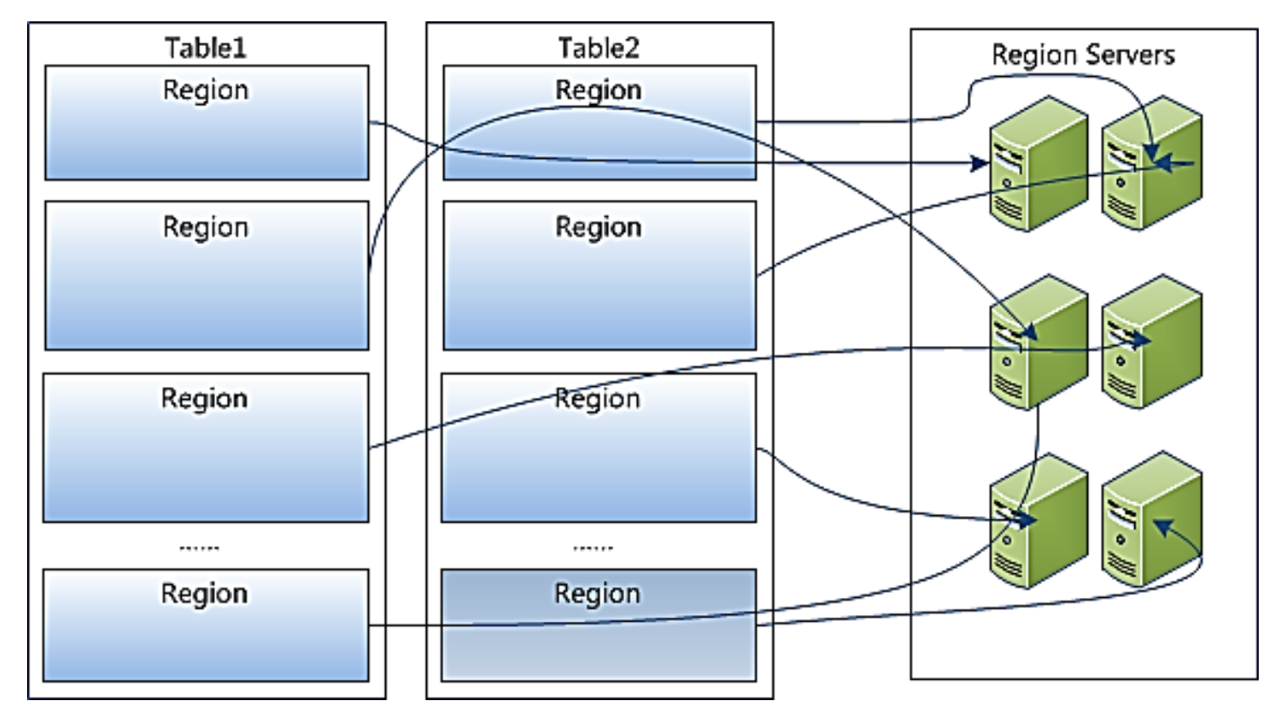 Table1
Region
Region
Region
......
Region
Table2
Region
Region
Region
......
Region
Region Servers